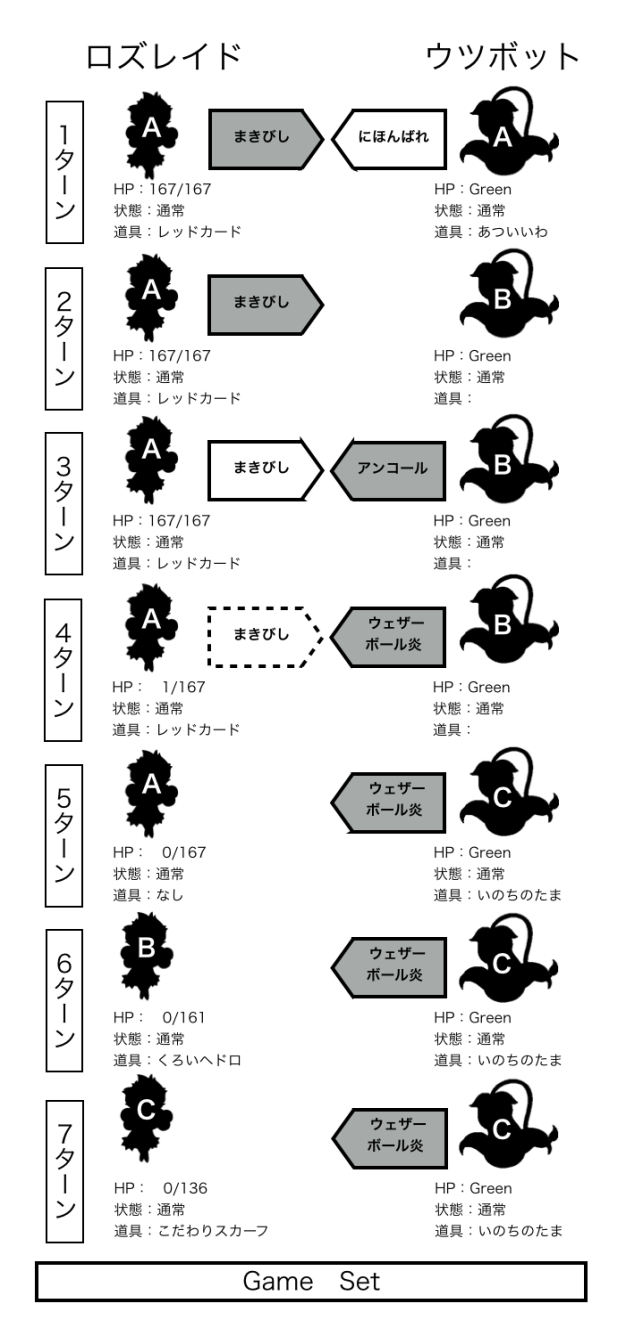 ロズレイド
ウツボット
1ターン
A
まきびし
にほんばれ
A
HP：167/167
状態：通常
道具：レッドカード
HP：Green
状態：通常
道具：あついいわ
2ターン
A
まきびし
B
HP：167/167
状態：通常
道具：レッドカード
HP：Green
状態：通常
道具：
3ターン
A
まきびし
アンコール
B
HP：167/167
状態：通常
道具：レッドカード
HP：Green
状態：通常
道具：
4ターン
A
まきびし
ウェザー
ボール炎
B
HP： 1/167
状態：通常
道具：レッドカード
HP：Green
状態：通常
道具：
5ターン
A
ウェザー
ボール炎
C
HP： 0/167
状態：通常
道具：なし
HP：Green
状態：通常
道具：いのちのたま
6ターン
B
ウェザー
ボール炎
C
HP： 0/161
状態：通常
道具：くろいヘドロ
HP：Green
状態：通常
道具：いのちのたま
7ターン
C
ウェザー
ボール炎
C
HP： 0/136
状態：通常
道具：こだわりスカーフ
HP：Green
状態：通常
道具：いのちのたま
Game Set